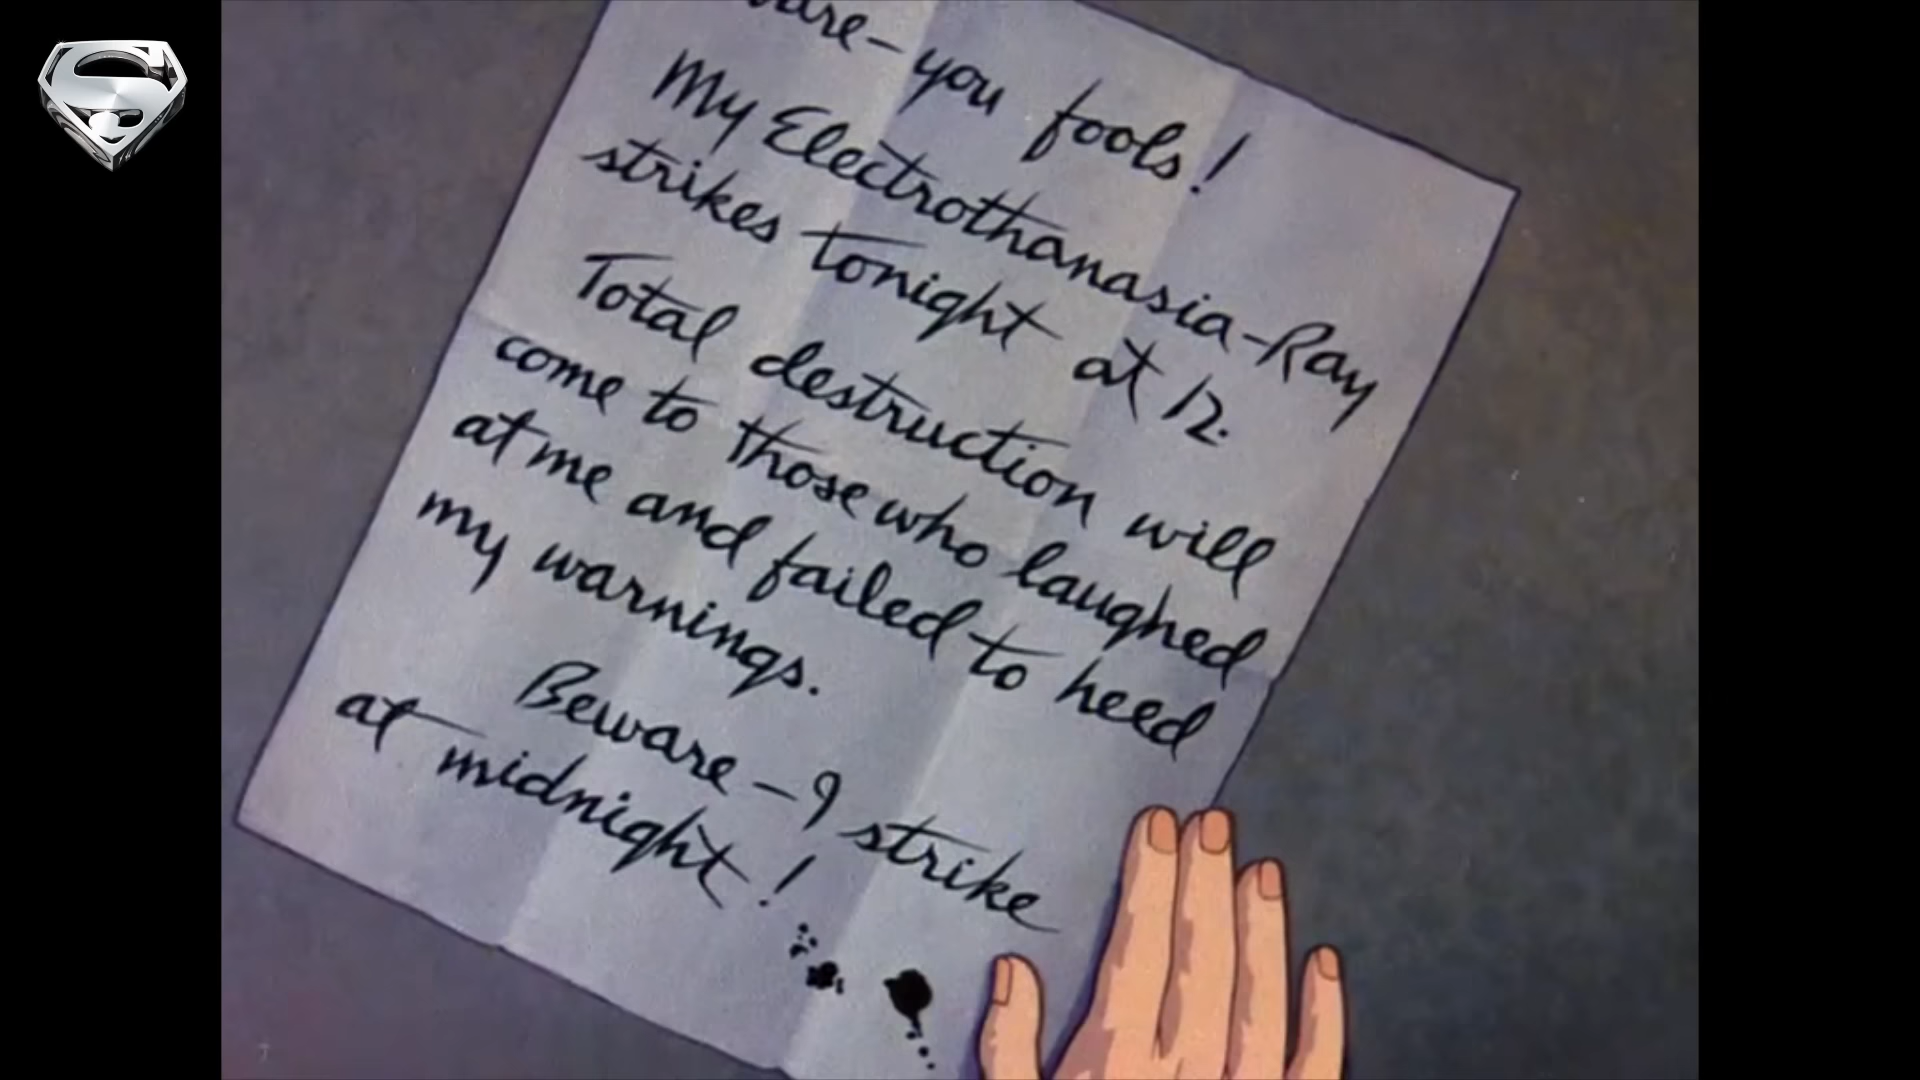 are - you fools!
My Electrothanasia-Ray
strikes tonight at 12.
Total destruction will
come to those who laughed
at me and failed to heed
my warnings.
Beware - I strike
at midnight!